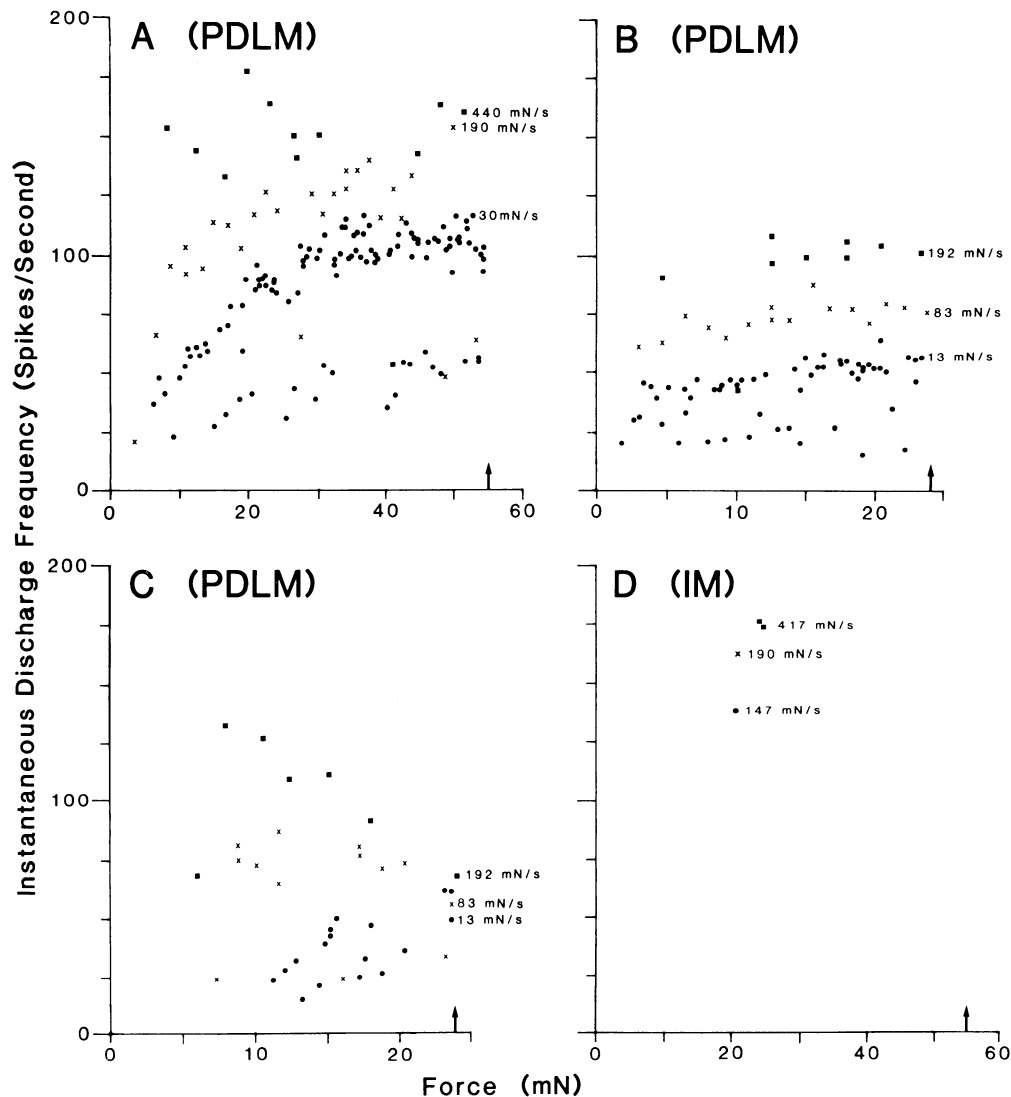 Instantaneous Discharge Frequency (Spikes/Second)
A (PDLM)
200
100
0
440 mN/s
190 mN/s
30mN/s
0 20 40 60
B (PDLM)
192 mN/s
83 mN/s
13 mN/s
0 10 20
C (PDLM)
200
100
0
192 mN/s
83 mN/s
13 mN/s
0 10 20
D (IM)
417 mN/s
190 mN/s
147 mN/s
0 20 40 60
Force (mN)